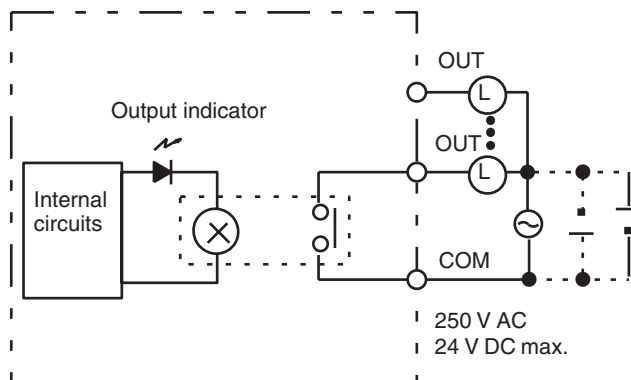 OUT
L
Output indicator
OUT
L
Internal
circuits
COM
250 V AC
24 V DC max.